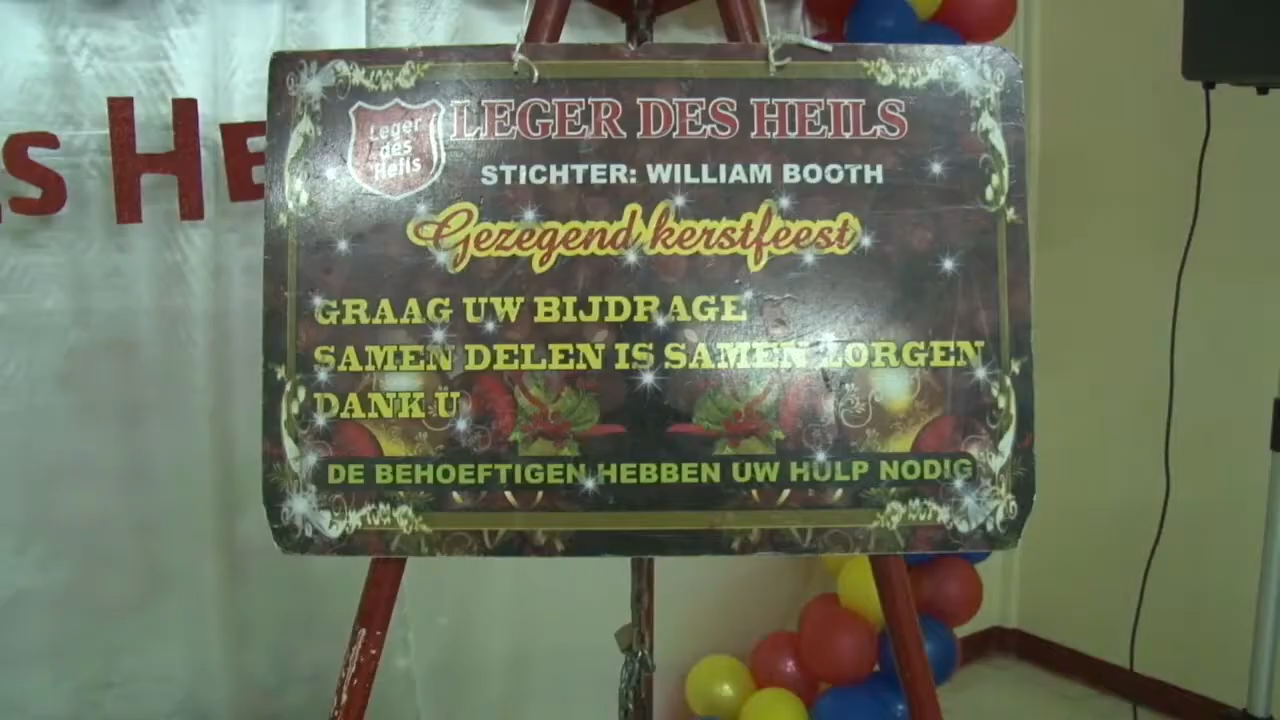 s He
LEGER DES HEILS
Leger
des
Heils
STICHTER: WILLIAM BOOTH
Gezegend kerstfeest
GRAAG UW BIJDRAGE
SAMEN DELEN IS SAMEN ZORGEN
DANK Ü
DE BEHOEFTIGEN HEBBEN UW HULP NODIG